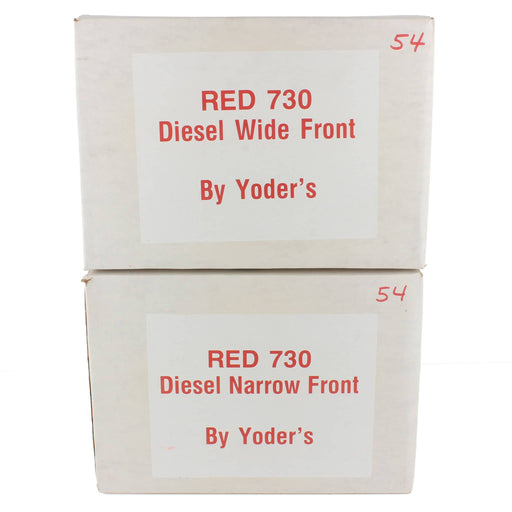 54
RED 730
Diesel Wide Front
By Yoder's
54
RED 730
Diesel Narrow Front
By Yoder's